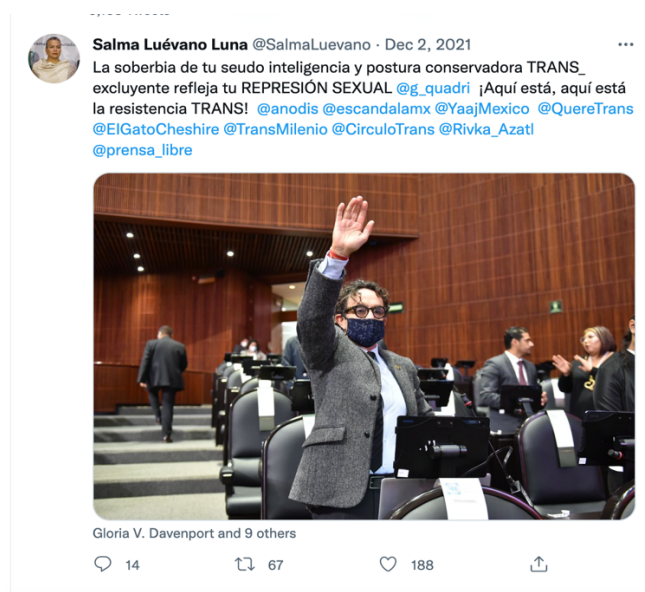 Salma Luévano Luna @SalmaLuevano · Dec 2, 2021
La soberbia de tu seudo inteligencia y postura conservadora TRANS_
excluyente refleja tu REPRESIÓN SEXUAL @g_quadri ¡Aquí está, aquí está
la resistencia TRANS! @anodis @escandalamx @YaajMexico @QuereTrans
@ElGatoCheshire @TransMilenio @CirculoTrans @Rivka_Azatl
@prensa_libre
Gloria V. Davenport and 9 others
14 67 188